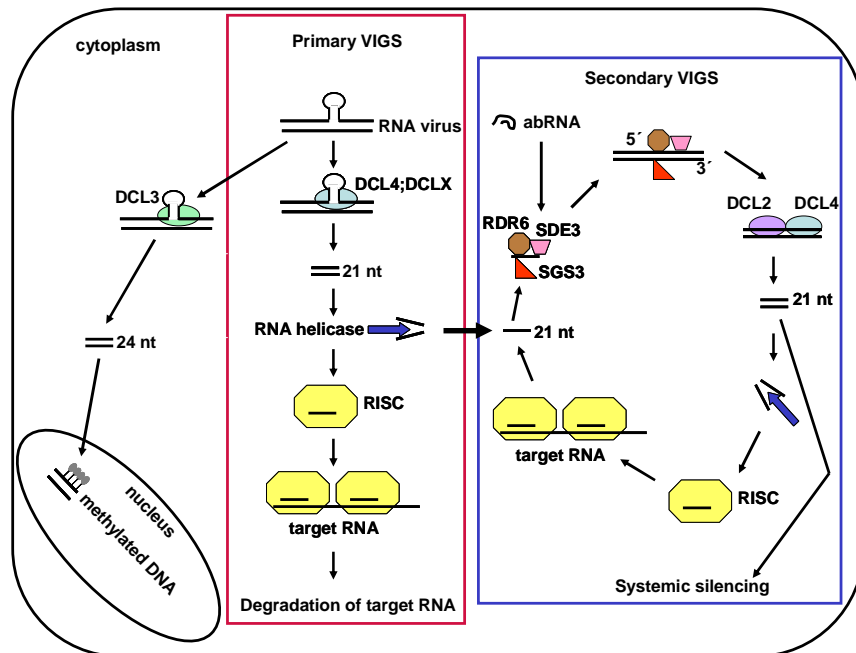 cytoplasm
DCL3
24 nt
nucleus
methylated DNA
Primary VIGS
RNA virus
DCL4;DCLX
21 nt
RNA helicase
RISC
target RNA
Degradation of target RNA
Secondary VIGS
abRNA
5´
3´
RDR6
SDE3
SGS3
21 nt
DCL2 DCL4
21 nt
target RNA
RISC
Systemic silencing